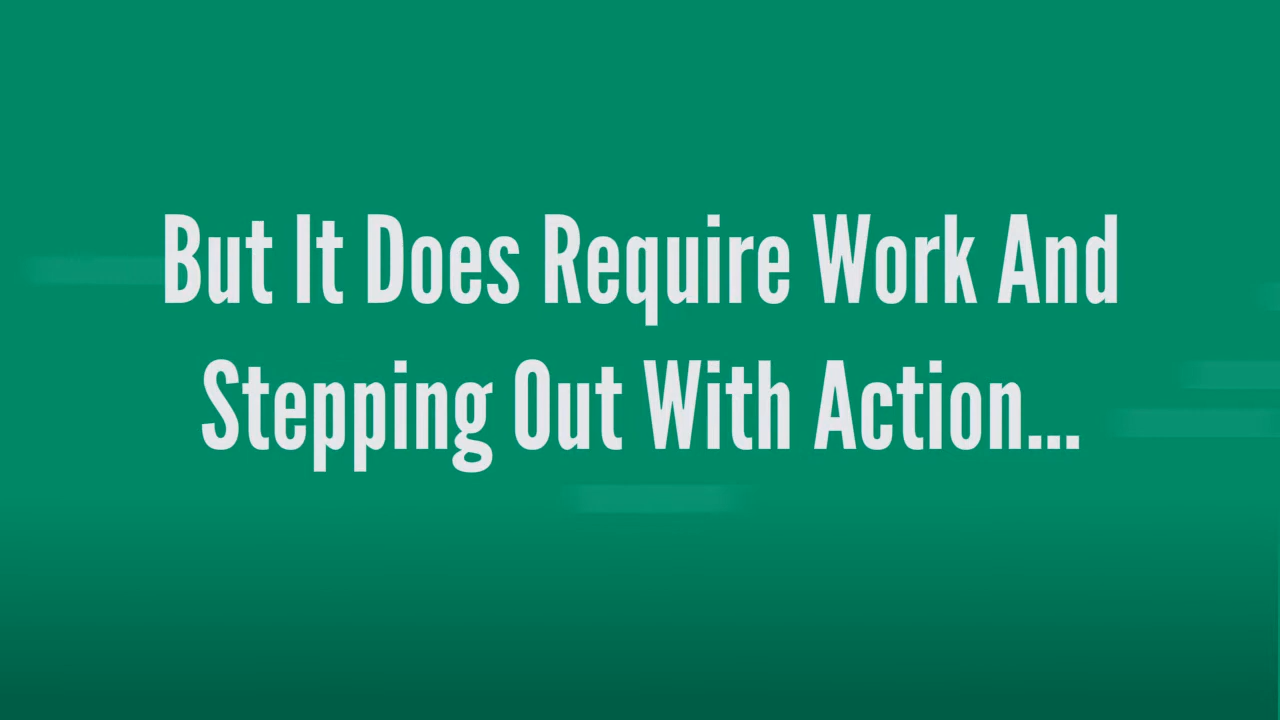 But It Does Require Work And
Stepping Out With Action...